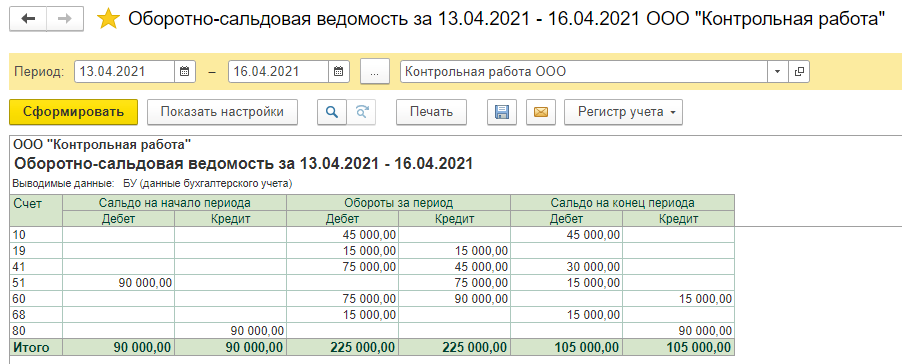 Оборотно-сальдовая ведомость за 13.04.2021 - 16.04.2021 ООО "Контрольная работа"
Период: 13.04.2021 – 16.04.2021 ... Контрольная работа ООО
Сформировать Показать настройки Печать Регистр учета
ООО "Контрольная работа"
Оборотно-сальдовая ведомость за 13.04.2021 - 16.04.2021
Выводимые данные: БУ (данные бухгалтерского учета)
Счет Сальдо на начало периода Обороты за период Сальдо на конец периода
Дебет Кредит Дебет Кредит Дебет Кредит
10 45 000,00 45 000,00
19 15 000,00 15 000,00
41 75 000,00 45 000,00 30 000,00
51 90 000,00 75 000,00 15 000,00
60 75 000,00 90 000,00 15 000,00
68 15 000,00 15 000,00
80 90 000,00 90 000,00
Итого 90 000,00 90 000,00 225 000,00 225 000,00 105 000,00 105 000,00